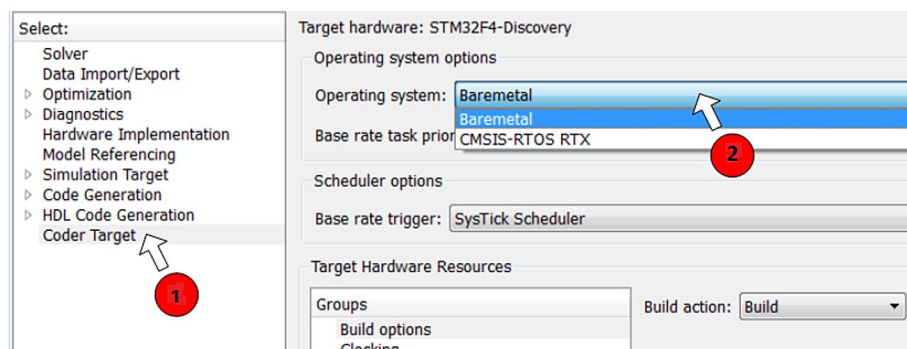 Select:
Solver
Data Import/Export
Optimization
Diagnostics
Hardware Implementation
Model Referencing
Simulation Target
Code Generation
HDL Code Generation
Coder Target
1
Target hardware: STM32F4-Discovery
Operating system options
Operating system: Baremetal
Baremetal
CMSIS-RTOS RTX
Base rate task prior
2
Scheduler options
Base rate trigger: SysTick Scheduler
Target Hardware Resources
Groups
Build options
Clocking
Build action: Build